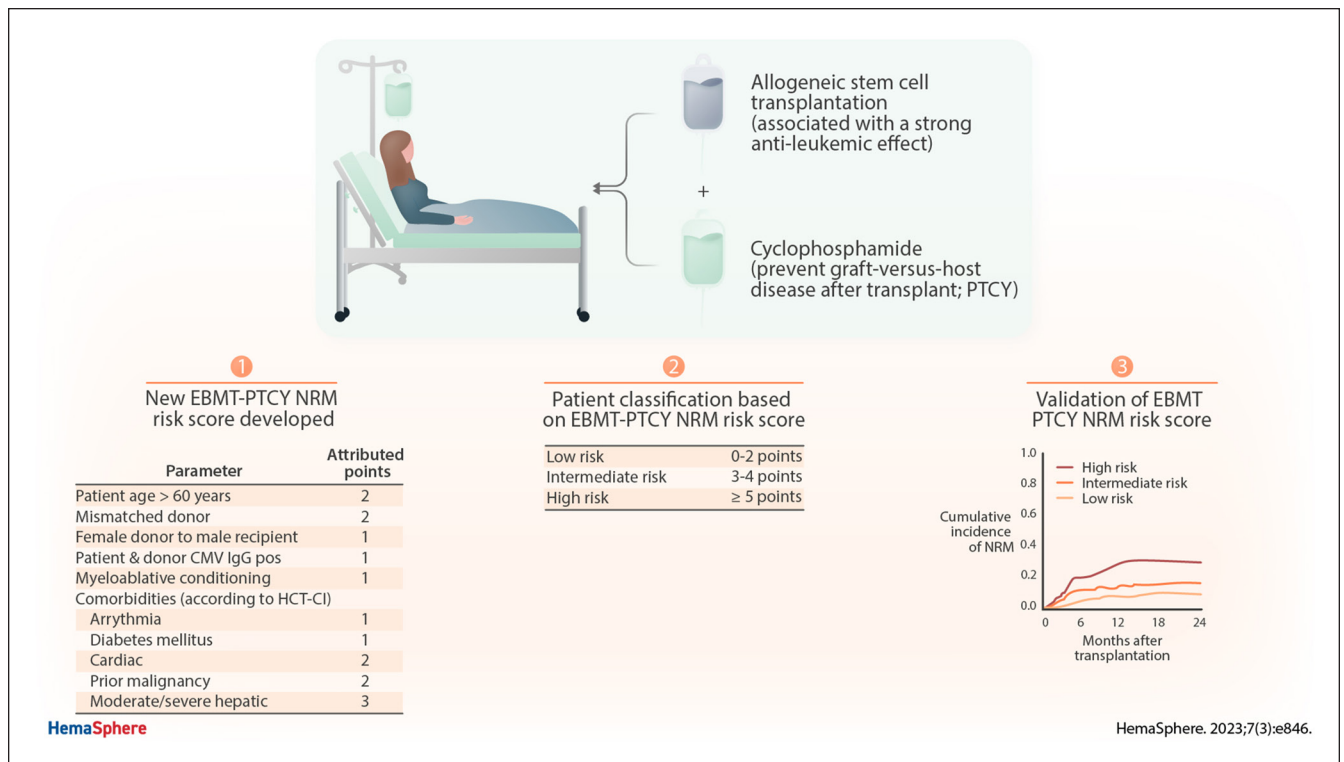 Allogeneic stem cell
transplantation
(associated with a strong
anti-leukemic effect)
+
Cyclophosphamide
(prevent graft-versus-host
disease after transplant; PTCY)
1
New EBMT-PTCY NRM
risk score developed
Parameter Attributed points
Patient age > 60 years 2
Mismatched donor 2
Female donor to male recipient 1
Patient & donor CMV IgG pos 1
Myeloablative conditioning 1
Comorbidities (according to HCT-CI)
Arrythmia 1
Diabetes mellitus 1
Cardiac 2
Prior malignancy 2
Moderate/severe hepatic 3
2
Patient classification based
on EBMT-PTCY NRM risk score
Low risk 0-2 points
Intermediate risk 3-4 points
High risk ≥ 5 points
3
Validation of EBMT
PTCY NRM risk score
Cumulative
incidence
of NRM
1.0
0.8
0.6
0.4
0.2
0.0
High risk
Intermediate risk
Low risk
0 6 12 18 24
Months after
transplantation
HemaSphere
HemaSphere. 2023;7(3):e846.